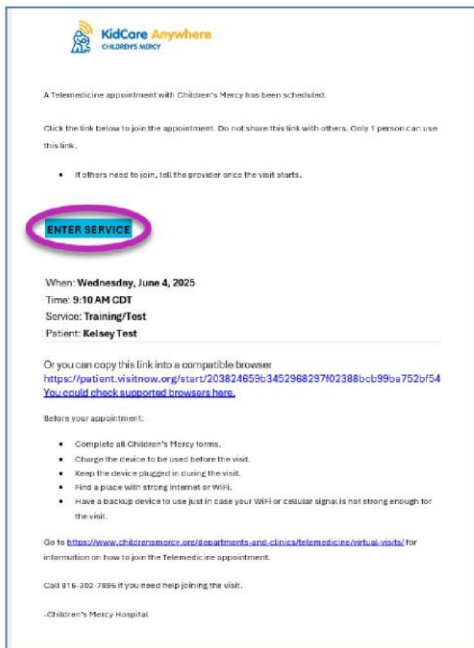 KidCare Anywhere
CHILDREN'S MERCY
A Telemedicine appointment with Children's Mercy has been scheduled.
Click the link below to join the appointment. Do not share this link with others. Only 1 person can use
this link.
▪ If others need to join, tell the provider once the visit starts.
ENTER SERVICE
When: Wednesday, June 4, 2025
Time: 9:10 AM CDT
Service: Training/Test
Patient: Kelsey Test
Or you can copy this link into a compatible browser
https://patient.visitnow.org/start/203824659b3452968297f02388bcb99ba752bf54
You could check supported browsers here.
Before your appointment:
▪ Complete all Children's Mercy forms.
▪ Charge the device to be used before the visit.
▪ Keep the device plugged in during the visit.
▪ Find a place with strong internet or WiFi.
▪ Have a backup device to use just in case your WiFi or cellular signal is not strong enough for
the visit.
Go to https://www.childrensmercy.org/departments-and-clinics/telemedicine/virtual-visits/ for
information on how to join the Telemedicine appointment.
Call 816-302-7895 if you need help joining the visit.
-Children's Mercy Hospital